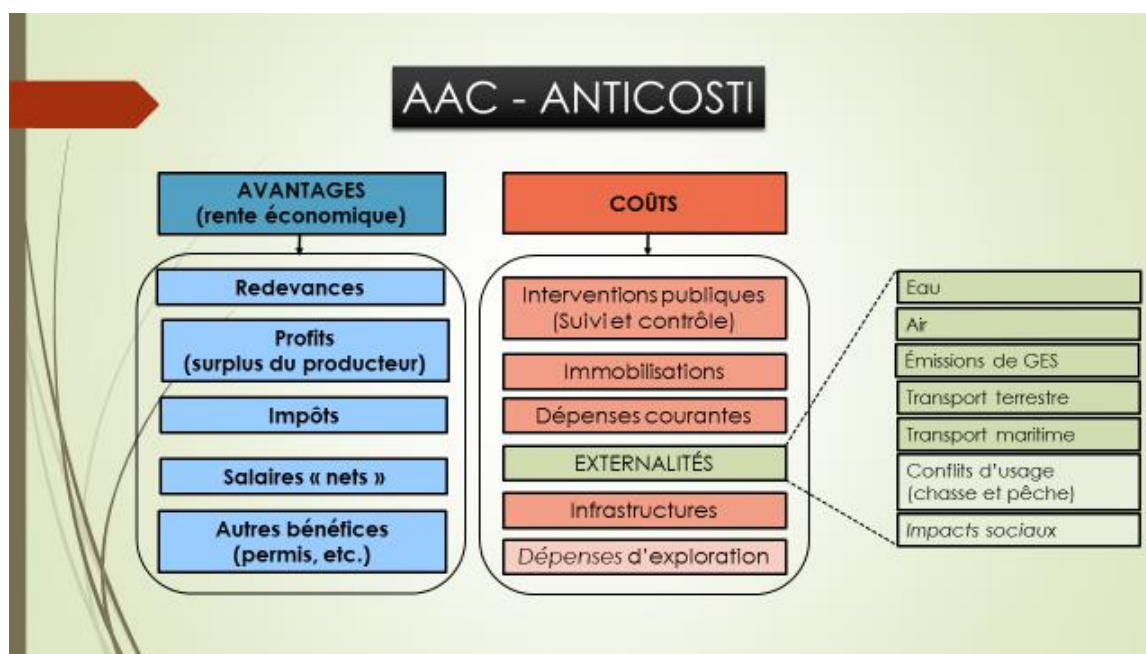 AAC - ANTICOSTI
AVANTAGES
(rente économique)
Redevances
Profits
(surplus du producteur)
Impôts
Salaires « nets »
Autres bénéfices
(permis, etc.)
COÛTS
Interventions publiques
(Suivi et contrôle)
Immobilisations
Dépenses courantes
EXTERNALITÉS
Infrastructures
Dépenses d'exploration
Eau
Air
Émissions de GES
Transport terrestre
Transport maritime
Conflits d'usage
(chasse et pêche)
Impacts sociaux